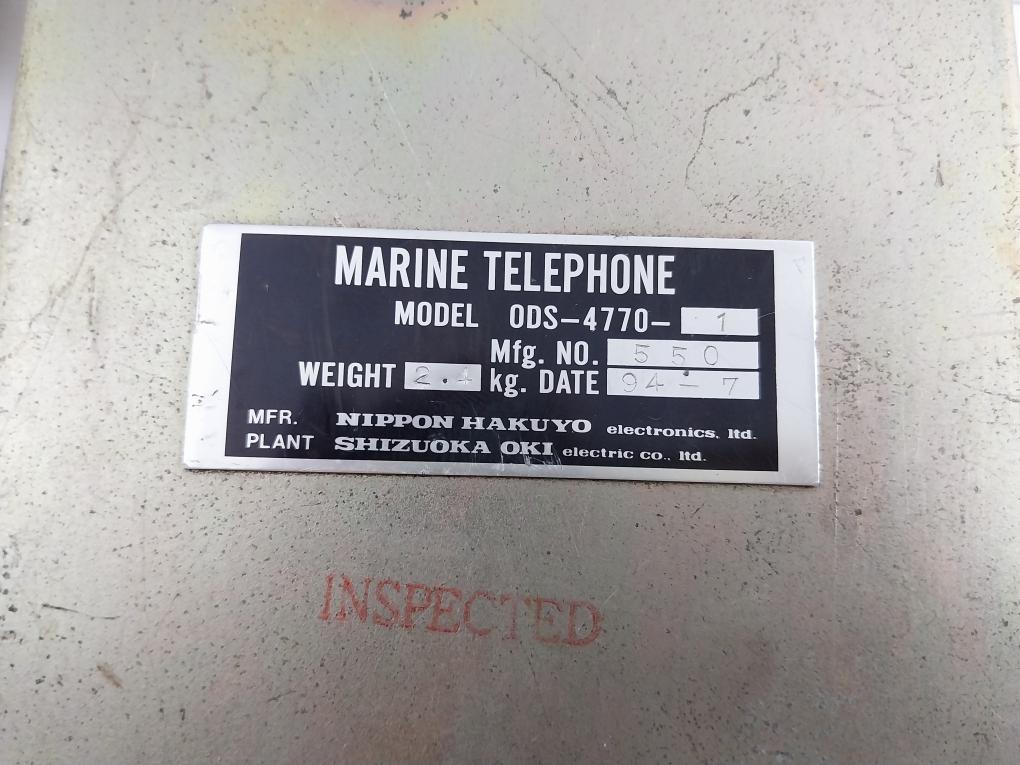 MARINE TELEPHONE
MODEL ODS-4770- 1
Mfg. NO. 550
WEIGHT 2.4 kg. DATE 94-7
MFR. NIPPON HAKUYO electronics, ltd.
PLANT SHIZUOKA OKI electric co., ltd.
INSPECTED